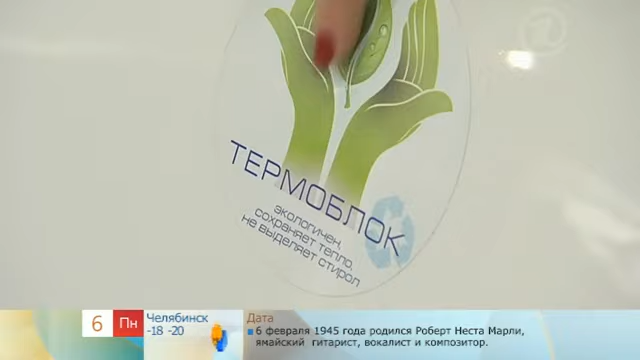 ТЕРМОБЛОК
экологичен,
сохраняет тепло,
не выделяет стирол
6 Пн
Челябинск
-18 -20
Дата
6 февраля 1945 года родился Роберт Неста Марли,
ямайский гитарист, вокалист и композитор.